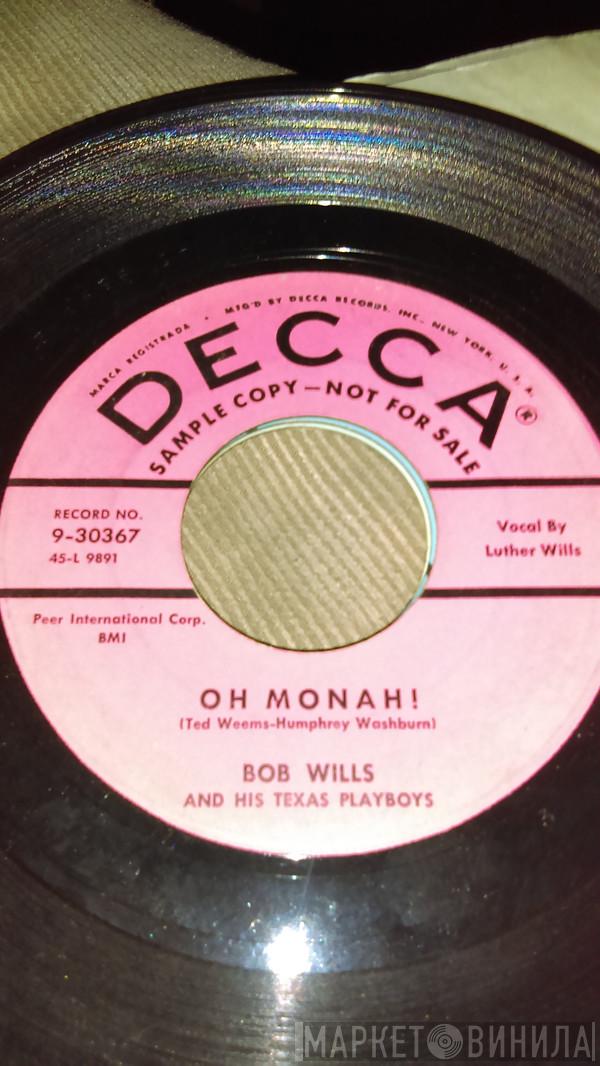 MARCA REGISTRADA • MFG'D BY DECCA RECORDS, INC., NEW YORK, U. S. A.
DECCA®
SAMPLE COPY—NOT FOR SALE
RECORD NO.
9-30367
45-L 9891
Vocal By
Luther Wills
Peer International Corp.
BMI
OH MONAH!
(Ted Weems-Humphrey Washburn)
BOB WILLS
AND HIS TEXAS PLAYBOYS
МАРКЕТ ВИНИЛА